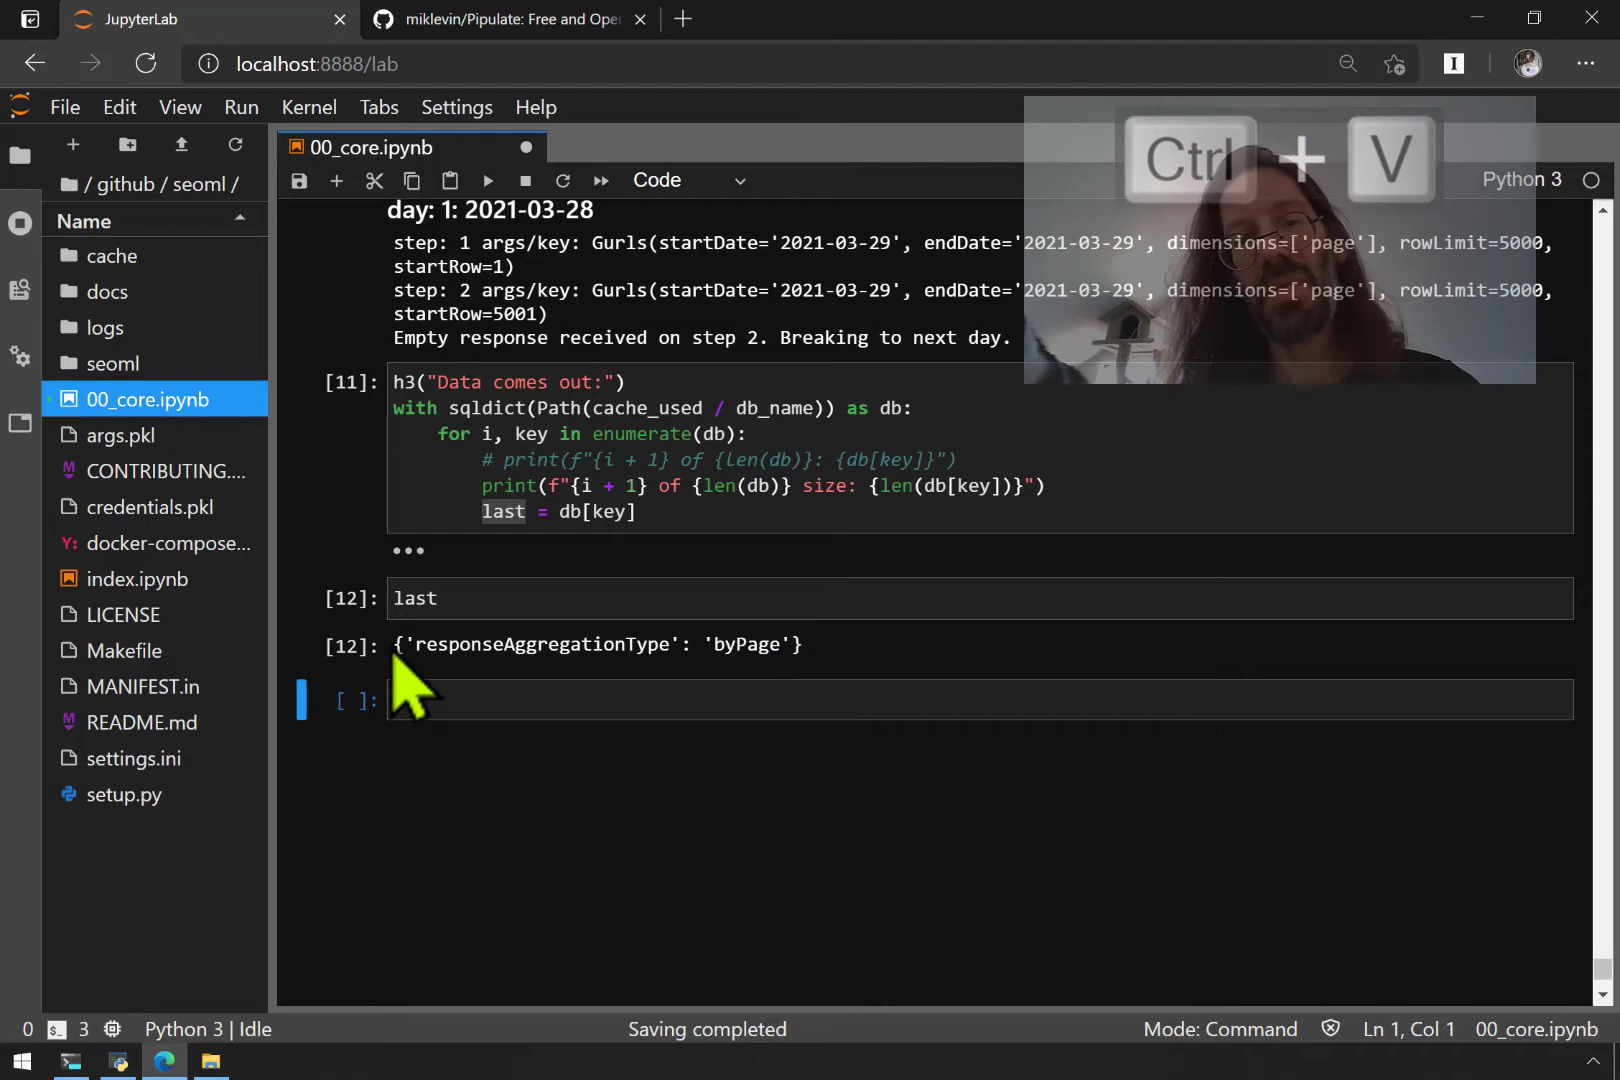 JupyterLab
miklevin/Pipulate: Free and Oper
localhost:8888/lab
File Edit View Run Kernel Tabs Settings Help
00_core.ipynb
Ctrl + V
Code
Python 3
/ github / seoml /
Name
cache
docs
logs
seoml
00_core.ipynb
args.pkl
CONTRIBUTING....
credentials.pkl
docker-compose...
index.ipynb
LICENSE
Makefile
MANIFEST.in
README.md
settings.ini
setup.py
day: 1: 2021-03-28
step: 1 args/key: Gurls(startDate='2021-03-29', endDate='2021-03-29', dimensions=['page'], rowLimit=5000,
startRow=1)
step: 2 args/key: Gurls(startDate='2021-03-29', endDate='2021-03-29', dimensions=['page'], rowLimit=5000,
startRow=5001)
Empty response received on step 2. Breaking to next day.
[11]: h3("Data comes out:")
with sqldict(Path(cache_used / db_name)) as db:
for i, key in enumerate(db):
# print(f"{i + 1} of {len(db)}: {db[key]}")
print(f"{i + 1} of {len(db)} size: {len(db[key])}")
last = db[key]
[12]: last
[12]: {'responseAggregationType': 'byPage'}
[ ]:
0 3 Python 3 | Idle
Saving completed
Mode: Command Ln 1, Col 1 00_core.ipynb